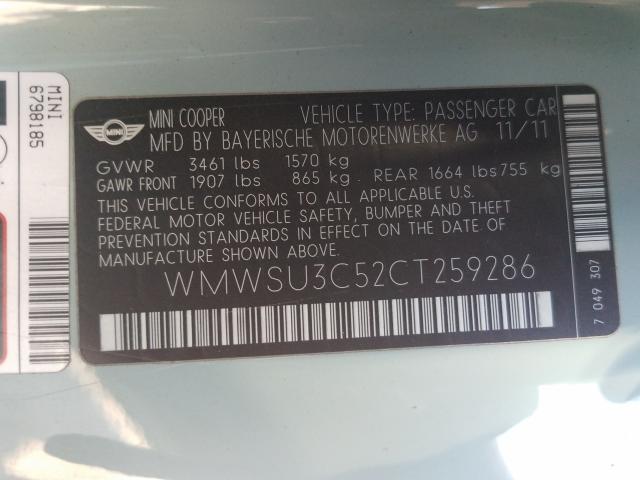 MINI
6798185
MINI
MINI COOPER VEHICLE TYPE: PASSENGER CAR
MFD BY BAYERISCHE MOTORENWERKE AG 11/11
GVWR 3461 lbs 1570 kg
GAWR FRONT 1907 lbs 865 kg REAR 1664 lbs 755 kg
THIS VEHICLE CONFORMS TO ALL APPLICABLE U.S.
FEDERAL MOTOR VEHICLE SAFETY, BUMPER AND THEFT
PREVENTION STANDARDS IN EFFECT ON THE DATE OF
MANUFACTURE SHOWN ABOVE.
WMWSU3C52CT259286
7 049 307